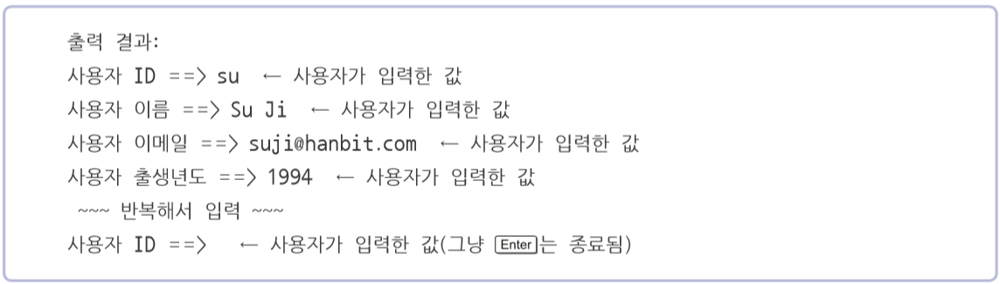 출력 결과:
사용자 ID ==> su ← 사용자가 입력한 값
사용자 이름 ==> Su Ji ← 사용자가 입력한 값
사용자 이메일 ==> suji@hanbit.com ← 사용자가 입력한 값
사용자 출생년도 ==> 1994 ← 사용자가 입력한 값
~~~ 반복해서 입력 ~~~
사용자 ID ==> ← 사용자가 입력한 값(그냥 Enter는 종료됨)